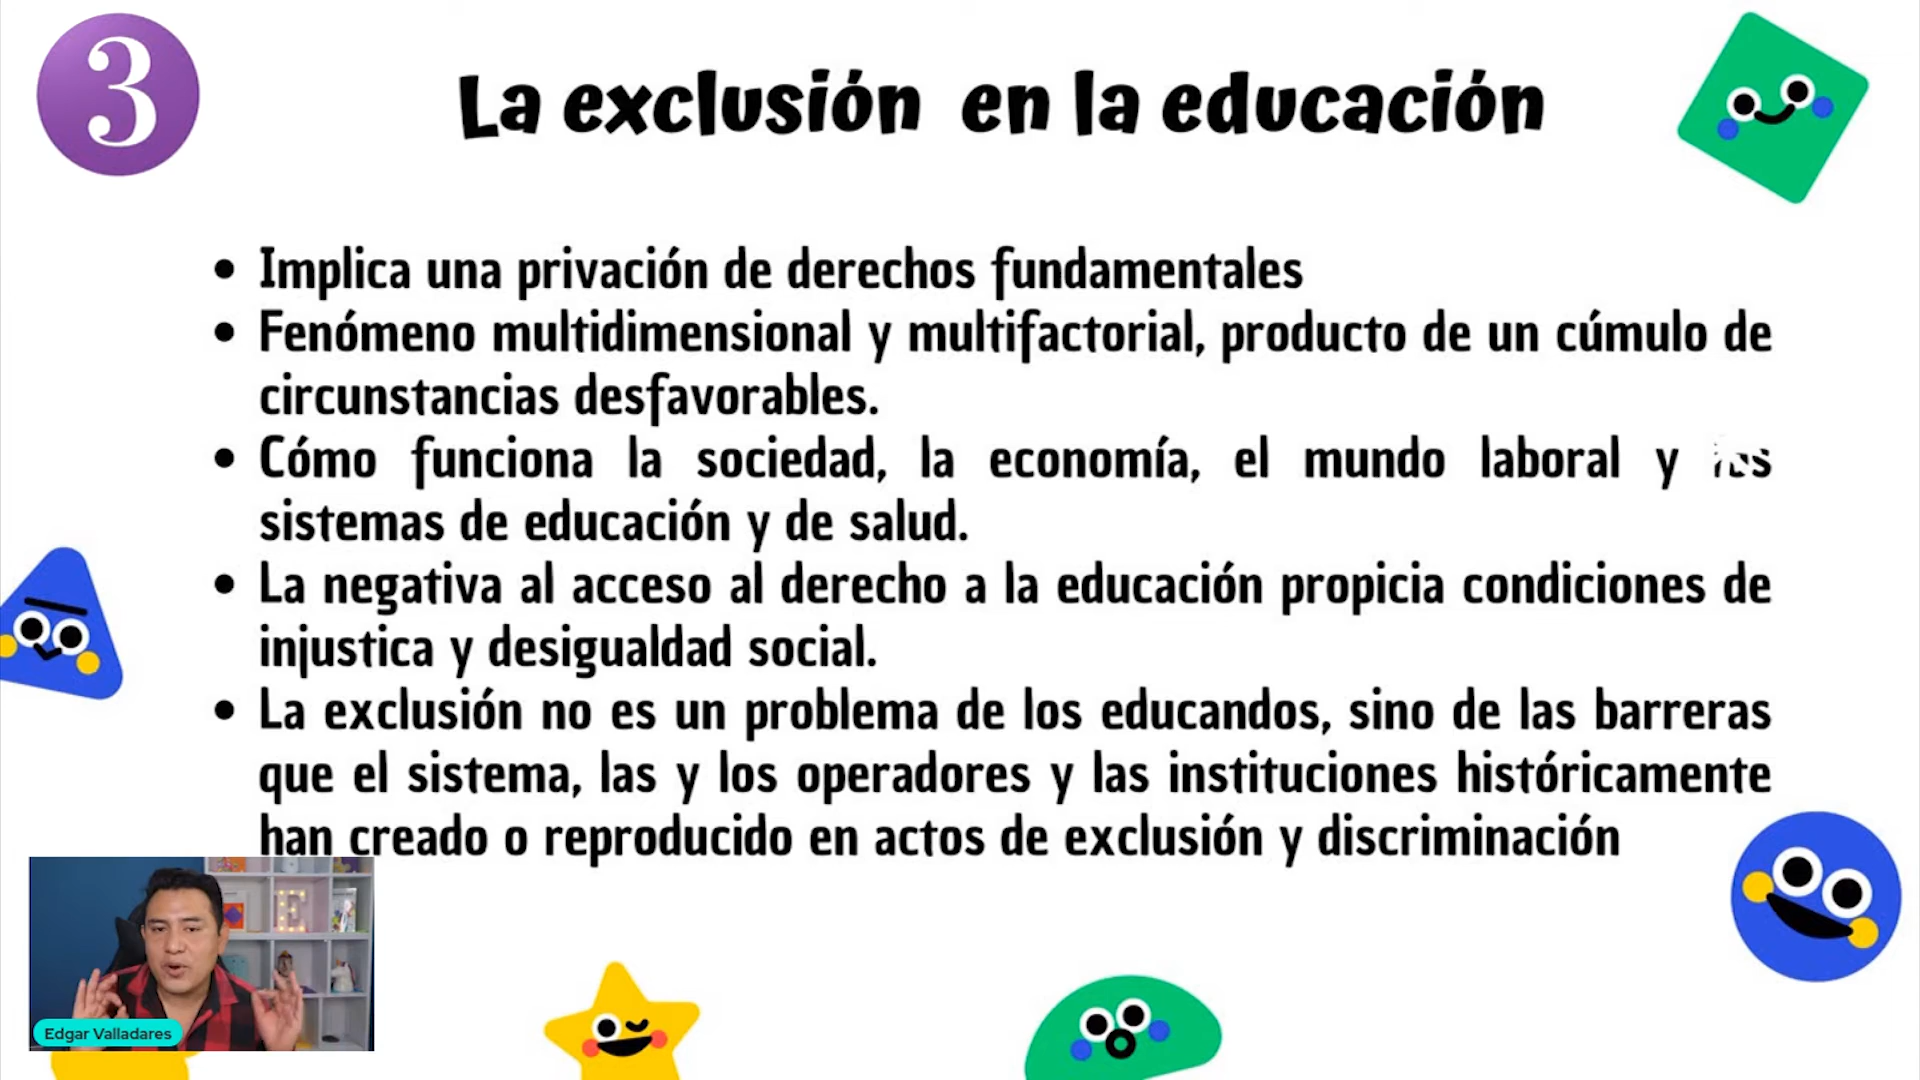 3
La exclusión en la educación
• Implica una privación de derechos fundamentales
• Fenómeno multidimensional y multifactorial, producto de un cúmulo de
circunstancias desfavorables.
• Cómo funciona la sociedad, la economía, el mundo laboral y
sistemas de educación y de salud.
• La negativa al acceso al derecho a la educación propicia condiciones de
injustica y desigualdad social.
• La exclusión no es un problema de los educandos, sino de las barreras
que el sistema, las y los operadores y las instituciones históricamente
han creado o reproducido en actos de exclusión y discriminación
E
Edgar Valladares